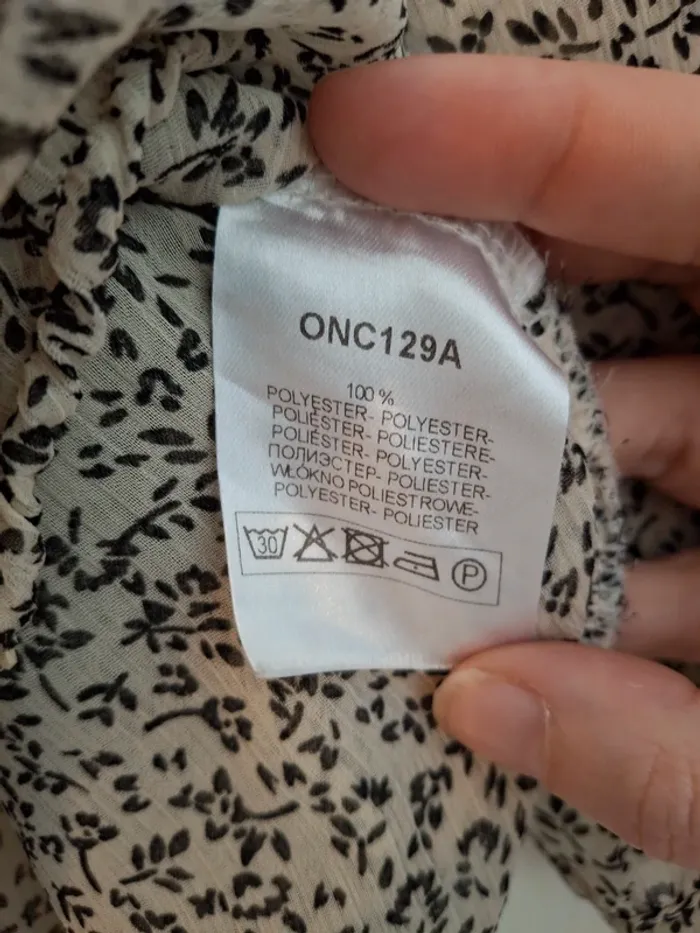 ONC129A
100 %
POLYESTER- POLYESTER-
POLIÉSTER- POLIESTERE-
POLIÉSTER- POLYESTER-
ПОЛИЭСТЕР- POLIESTER-
WŁÓKNO POLIESTROWE-
POLYESTER- POLIESTER
30 P